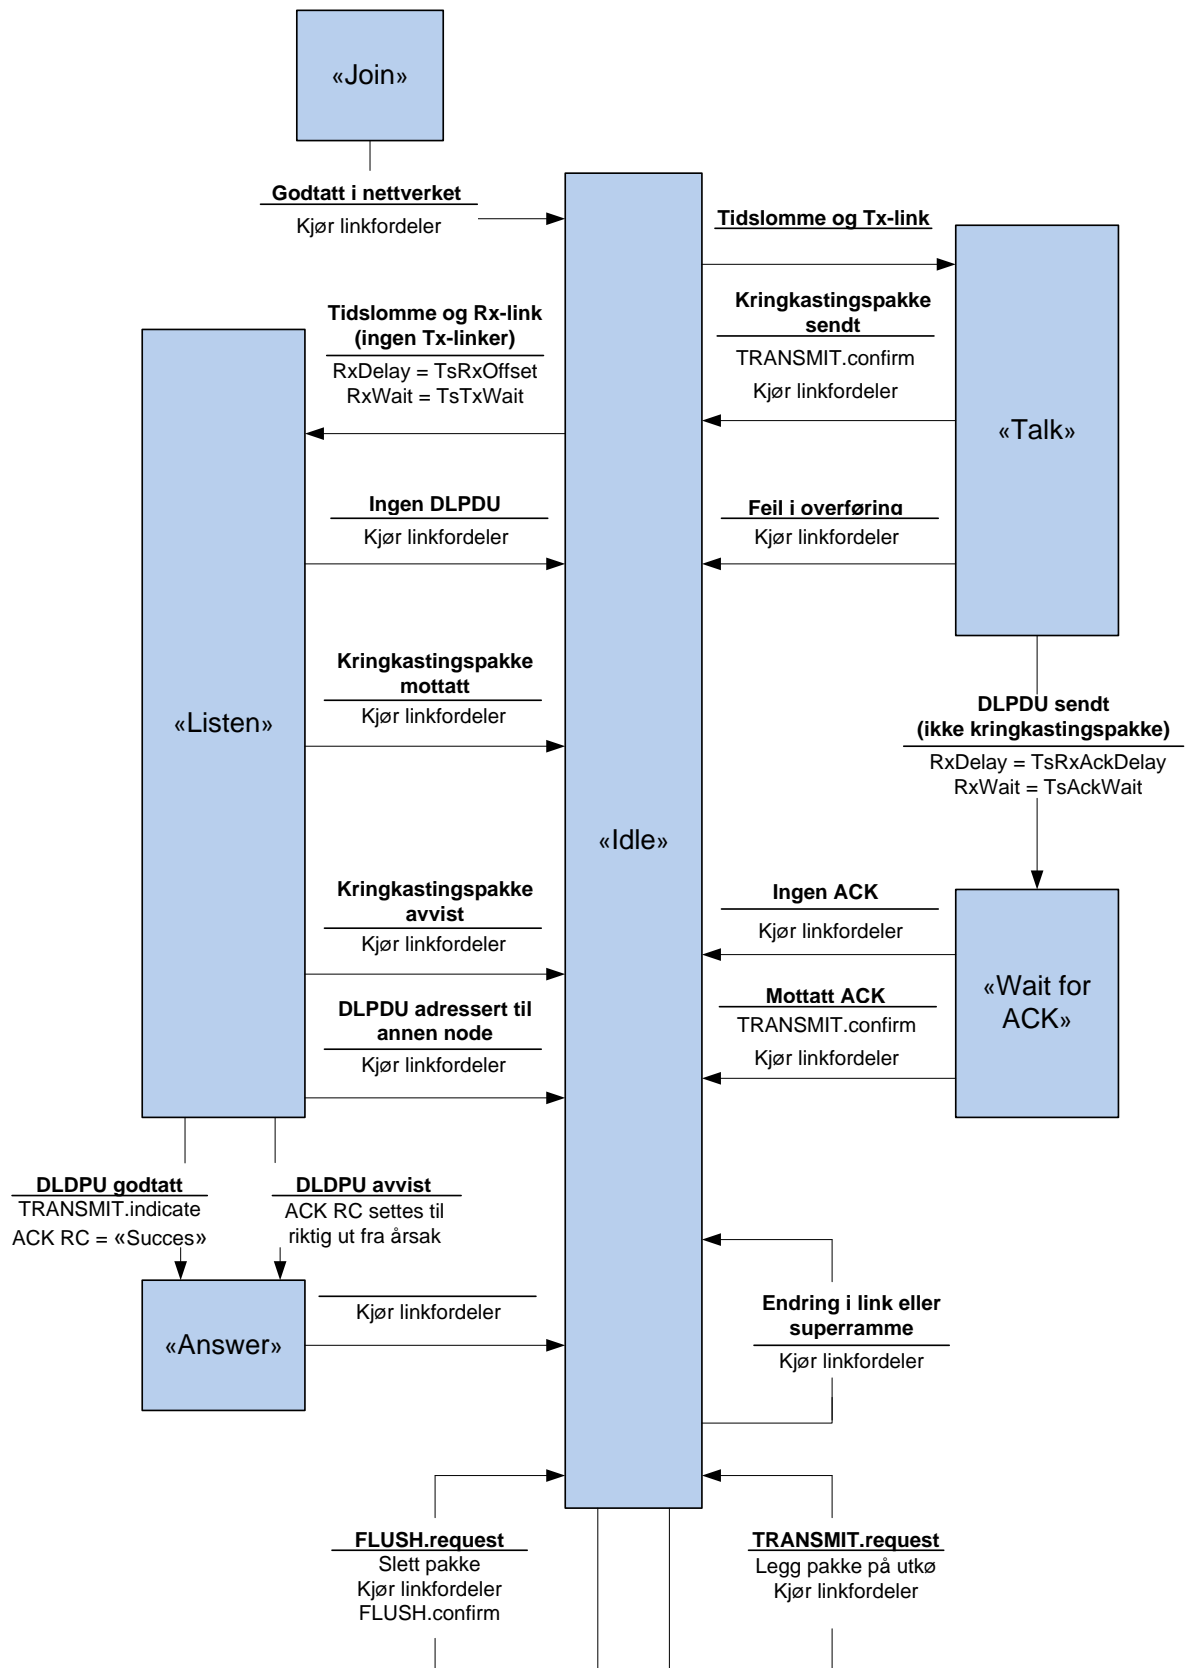 «Join»
Godtatt i nettverket
Kjør linkfordeler
Tidslomme og Tx-link
Kringkastingspakke
sendt
TRANSMIT.confirm
Kjør linkfordeler
Tidslomme og Rx-link
(ingen Tx-linker)
RxDelay = TsRxOffset
RxWait = TsTxWait
«Talk»
Ingen DLPDU
Kjør linkfordeler
Feil i overføring
Kjør linkfordeler
Kringkastingspakke
mottatt
Kjør linkfordeler
«Listen»
DLPDU sendt
(ikke kringkastingspakke)
RxDelay = TsRxAckDelay
RxWait = TsAckWait
«Idle»
Kringkastingspakke
avvist
Kjør linkfordeler
Ingen ACK
Kjør linkfordeler
«Wait for
ACK»
DLPDU adressert til
annen node
Kjør linkfordeler
Mottatt ACK
TRANSMIT.confirm
Kjør linkfordeler
DLDPU godtatt
TRANSMIT.indicate
ACK RC = «Succes»
DLDPU avvist
ACK RC settes til
riktig ut fra årsak
«Answer»
Kjør linkfordeler
Endring i link eller
superramme
Kjør linkfordeler
FLUSH.request
Slett pakke
Kjør linkfordeler
FLUSH.confirm
TRANSMIT.request
Legg pakke på utkø
Kjør linkfordeler